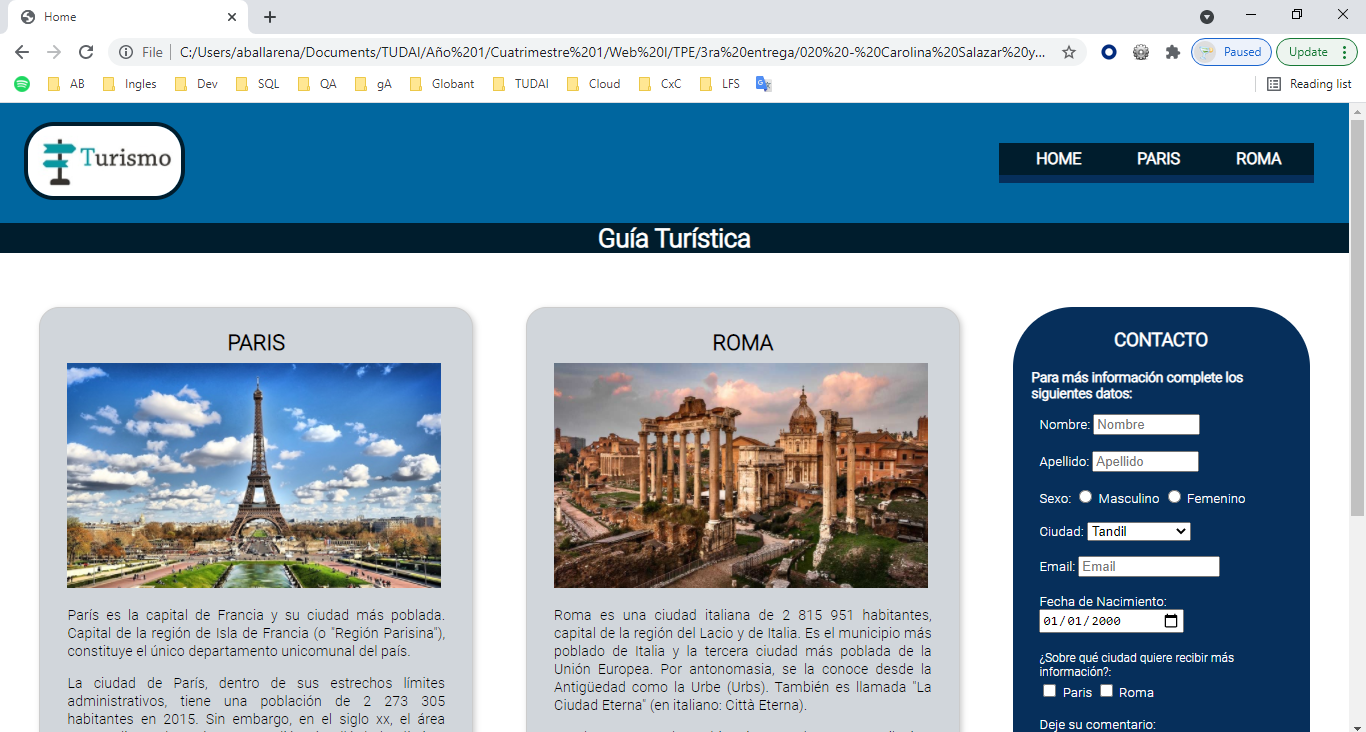 Home
File
C:/Users/aballarena/Documents/TUDAI/Año%201/Cuatrimestre%201/Web%20I/TPE/3ra%20entrega/020%20-%20Carolina%20Salazar%20y...
Paused
Update
AB
Ingles
Dev
SQL
QA
gA
Globant
TUDAI
Cloud
CxC
LFS
Reading list
Turismo
HOME PARIS ROMA
Guía Turística
PARIS
París es la capital de Francia y su ciudad más poblada.
Capital de la región de Isla de Francia (o "Región Parisina"),
constituye el único departamento unicomunal del país.
La ciudad de París, dentro de sus estrechos límites
administrativos, tiene una población de 2 273 305
habitantes en 2015. Sin embargo, en el siglo xx, el área
ROMA
Roma es una ciudad italiana de 2 815 951 habitantes,
capital de la región del Lacio y de Italia. Es el municipio más
poblado de Italia y la tercera ciudad más poblada de la
Unión Europea. Por antonomasia, se la conoce desde la
Antigüedad como la Urbe (Urbs). También es llamada "La
Ciudad Eterna" (en italiano: Città Eterna).
CONTACTO
Para más información complete los
siguientes datos:
Nombre: Nombre
Apellido: Apellido
Sexo: Masculino Femenino
Ciudad: Tandil
Email: Email
Fecha de Nacimiento:
01/01/2000
¿Sobre qué ciudad quiere recibir más
información?:
Paris Roma
Deje su comentario: